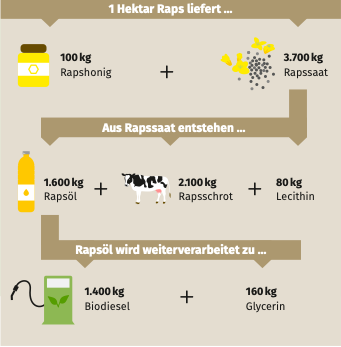 1 Hektar Raps liefert ...
100 kg
Rapshonig
+
3.700 kg
Rapssaat
Aus Rapssaat entstehen ...
1.600 kg
Rapsöl
+
2.100 kg
Rapsschrot
+
80 kg
Lecithin
Rapsöl wird weiterverarbeitet zu ...
1.400 kg
Biodiesel
+
160 kg
Glycerin